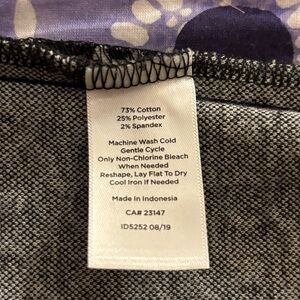 73% Cotton
25% Polyester
2% Spandex
Machine Wash Cold
Gentle Cycle
Only Non-Chlorine Bleach
When Needed
Reshape, Lay Flat To Dry
Cool Iron If Needed
Made in Indonesia
CA# 23147
ID5252 08/19